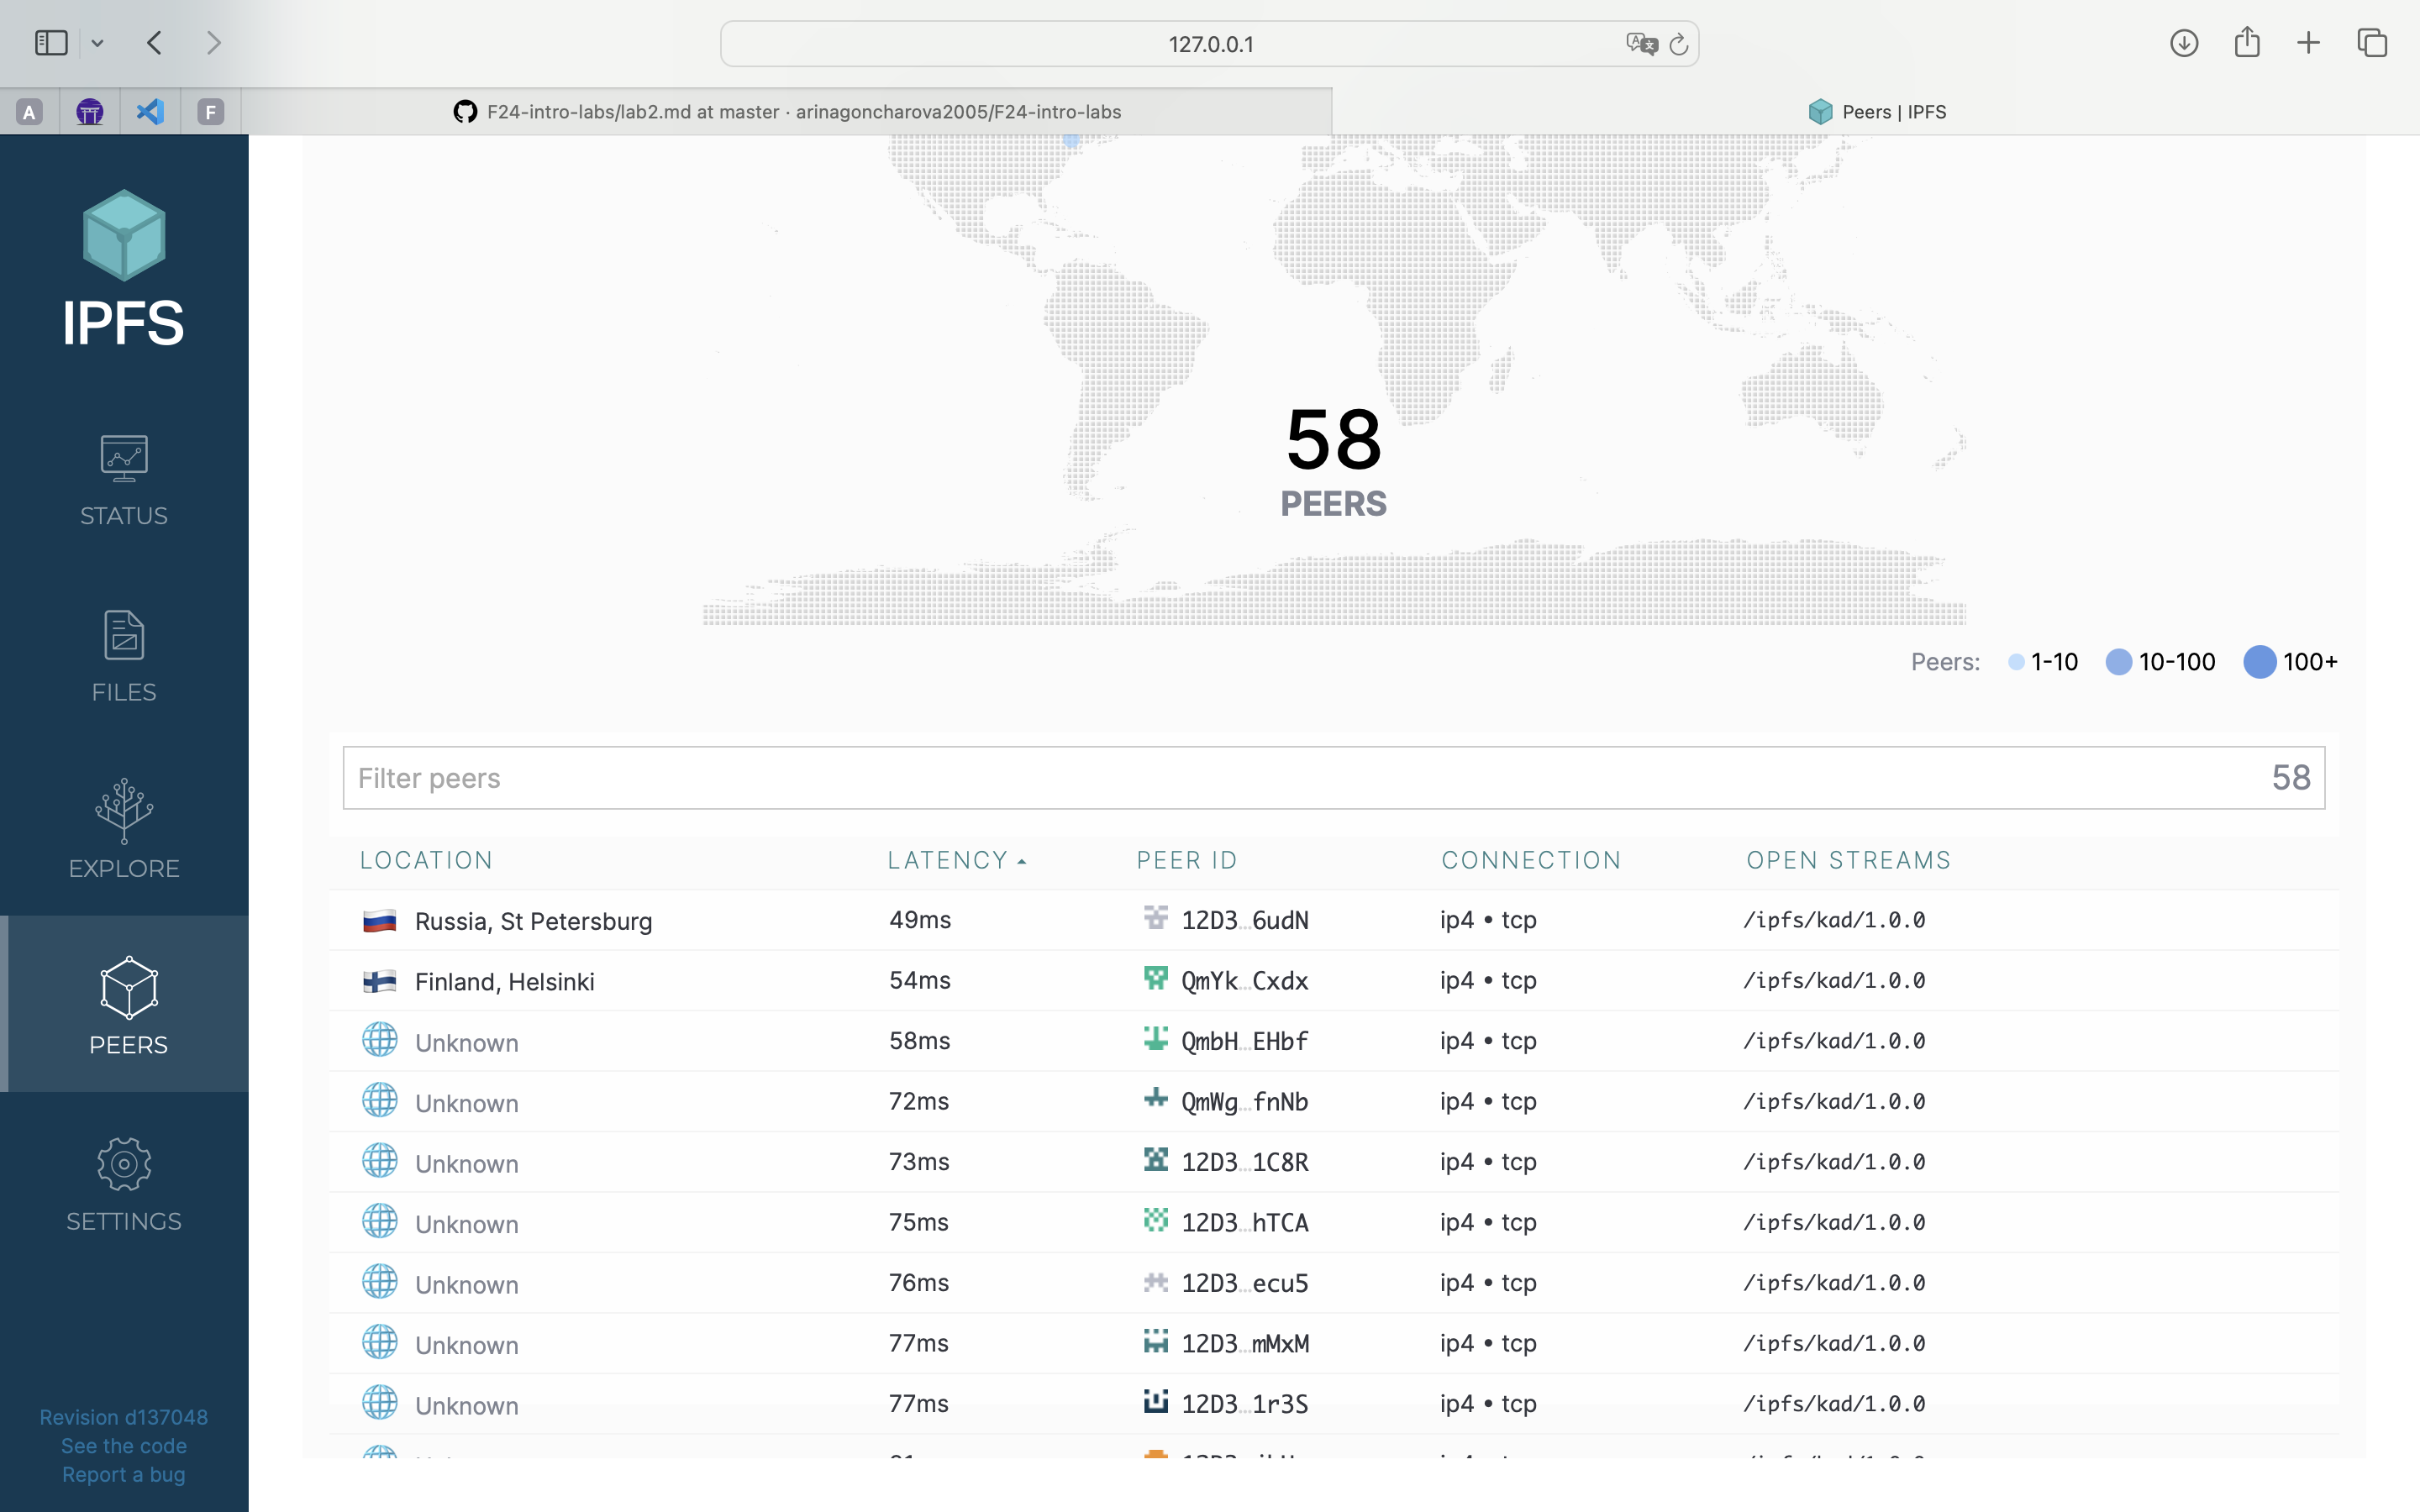 127.0.0.1
A
F
F24-intro-labs/lab2.md at master · arinagoncharova2005/F24-intro-labs
Peers | IPFS
IPFS
STATUS
FILES
EXPLORE
PEERS
SETTINGS
Revision d137048
See the code
Report a bug
58
PEERS
Peers: 1-10 10-100 100+
Filter peers 58
LOCATION LATENCY PEER ID CONNECTION OPEN STREAMS
Russia, St Petersburg 49ms 12D3…6udN ip4 • tcp /ipfs/kad/1.0.0
Finland, Helsinki 54ms QmYk…Cxdx ip4 • tcp /ipfs/kad/1.0.0
Unknown 58ms QmbH…EHbf ip4 • tcp /ipfs/kad/1.0.0
Unknown 72ms QmWg…fnNb ip4 • tcp /ipfs/kad/1.0.0
Unknown 73ms 12D3…1C8R ip4 • tcp /ipfs/kad/1.0.0
Unknown 75ms 12D3…hTCA ip4 • tcp /ipfs/kad/1.0.0
Unknown 76ms 12D3…ecu5 ip4 • tcp /ipfs/kad/1.0.0
Unknown 77ms 12D3…mMxM ip4 • tcp /ipfs/kad/1.0.0
Unknown 77ms 12D3…1r3S ip4 • tcp /ipfs/kad/1.0.0